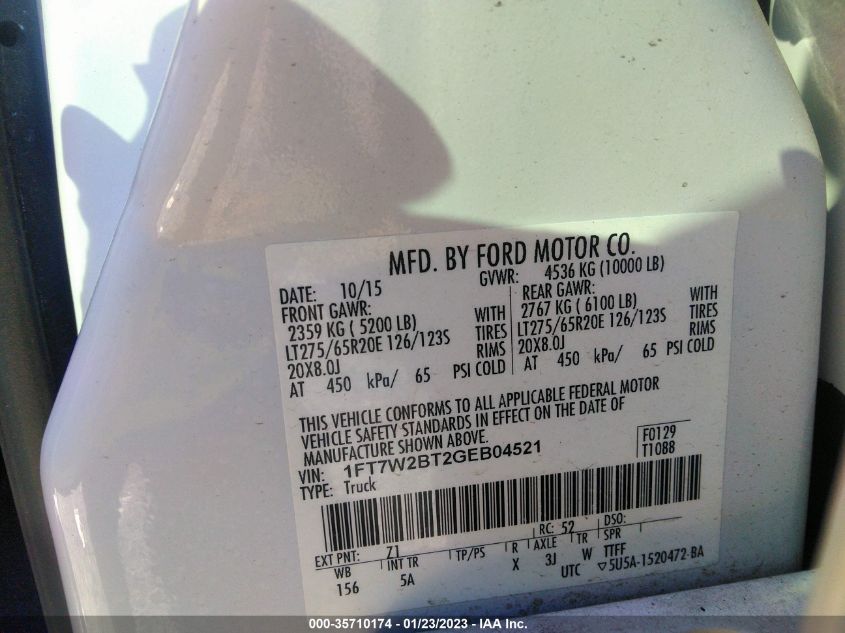 MFD. BY FORD MOTOR CO.
DATE: 10/15
GVWR: 4536 KG (10000 LB)
FRONT GAWR:
2359 KG ( 5200 LB) WITH
LT275/65R20E 126/123S TIRES
20X8.0J RIMS
AT 450 kPa/ 65 PSI COLD
REAR GAWR:
2767 KG ( 6100 LB) WITH
LT275/65R20E 126/123S TIRES
20X8.0J RIMS
AT 450 kPa/ 65 PSI COLD
THIS VEHICLE CONFORMS TO ALL APPLICABLE FEDERAL MOTOR
VEHICLE SAFETY STANDARDS IN EFFECT ON THE DATE OF
MANUFACTURE SHOWN ABOVE.
VIN: 1FT7W2BT2GEB04521
TYPE: Truck
F0129
T1088
EXT PNT: Z1 RC: 52 DSO:
WB INT TR TP/PS R AXLE TR SPR
156 5A X 3J W TTFF
UTC ▽5U5A-1520472-BA
000-35710174 - 01/23/2023 - IAA Inc.